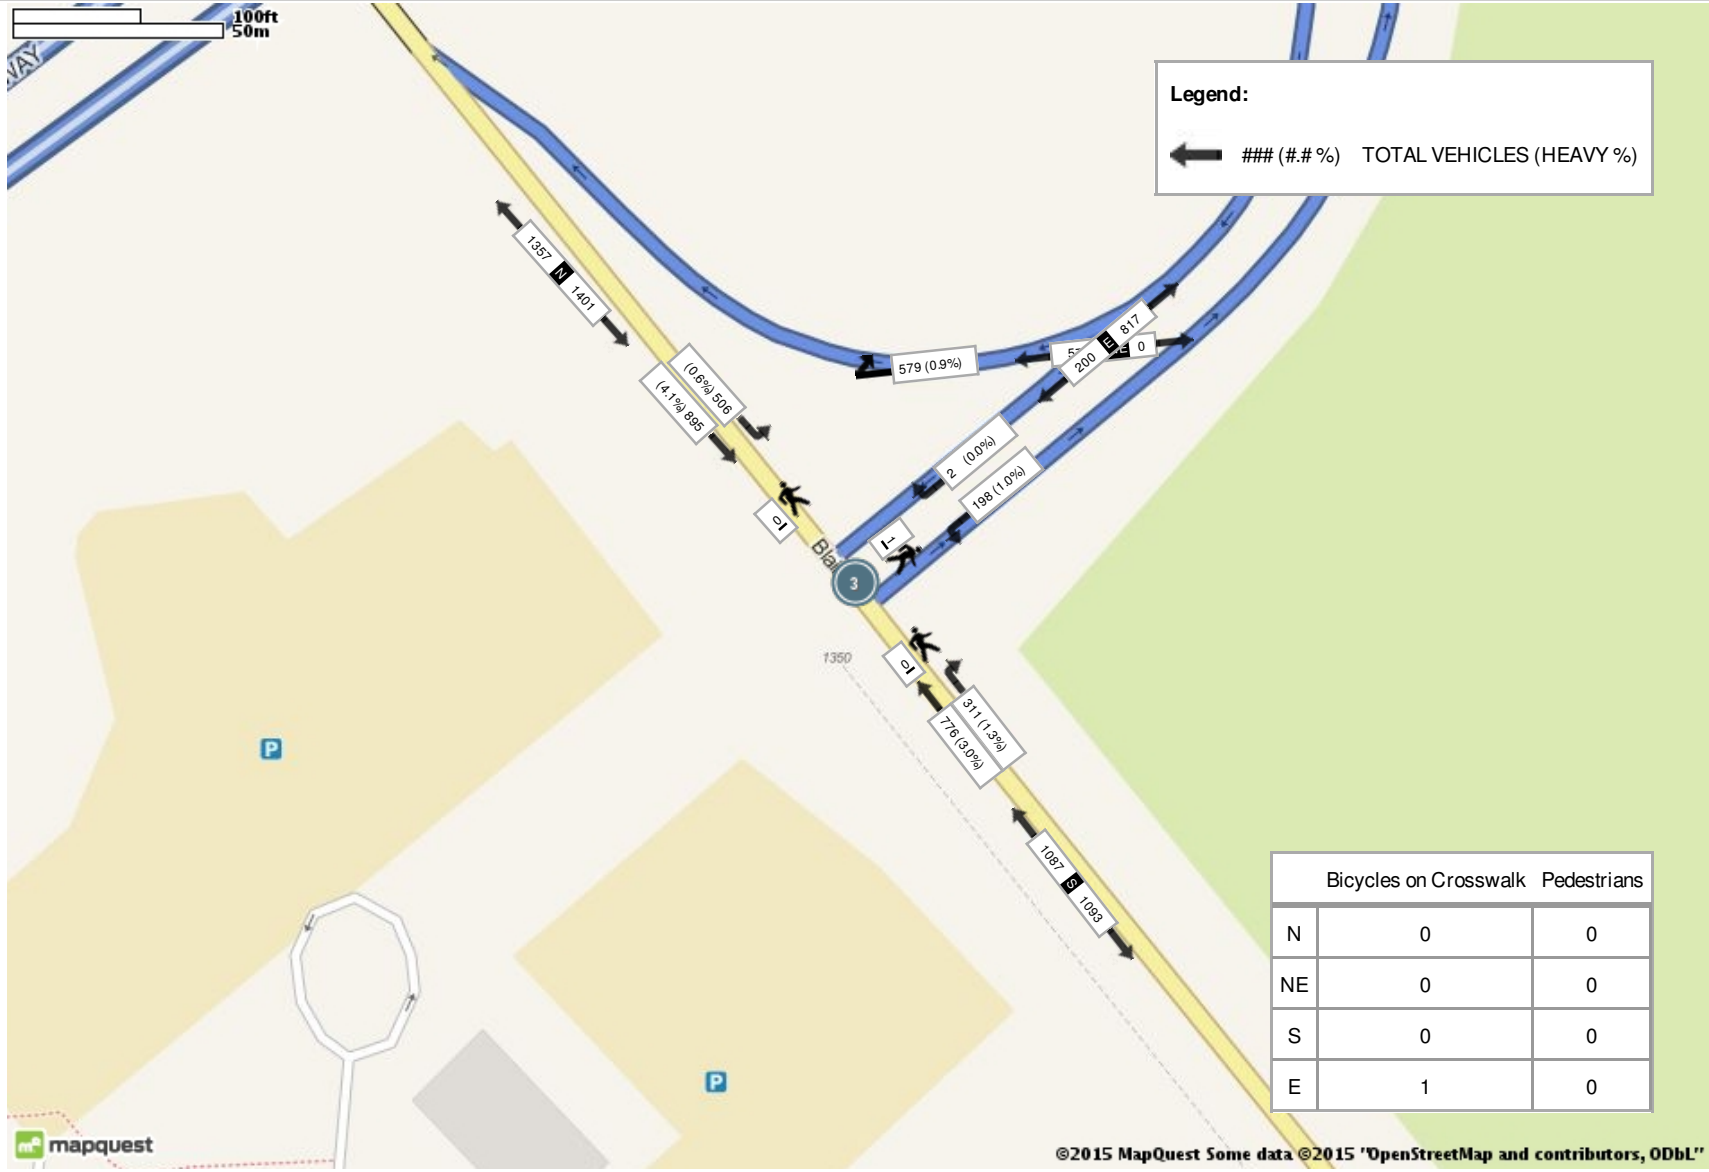 100ft
50m
WAY
Legend:
### (#.# %) TOTAL VEHICLES (HEAVY %)
1357 N 1401
(0.6%) 506
(4.1%) 895
579 (0.9%)
0
200 E 817
2 (0.0%)
198 (1.0%)
0
1
Blai
3
0
1350
311 (1.3%)
776 (3.0%)
1087 S 1093
P
P
Bicycles on Crosswalk Pedestrians
N 0 0
NE 0 0
S 0 0
E 1 0
mapquest
©2015 MapQuest Some data ©2015 "OpenStreetMap and contributors, ODbL"